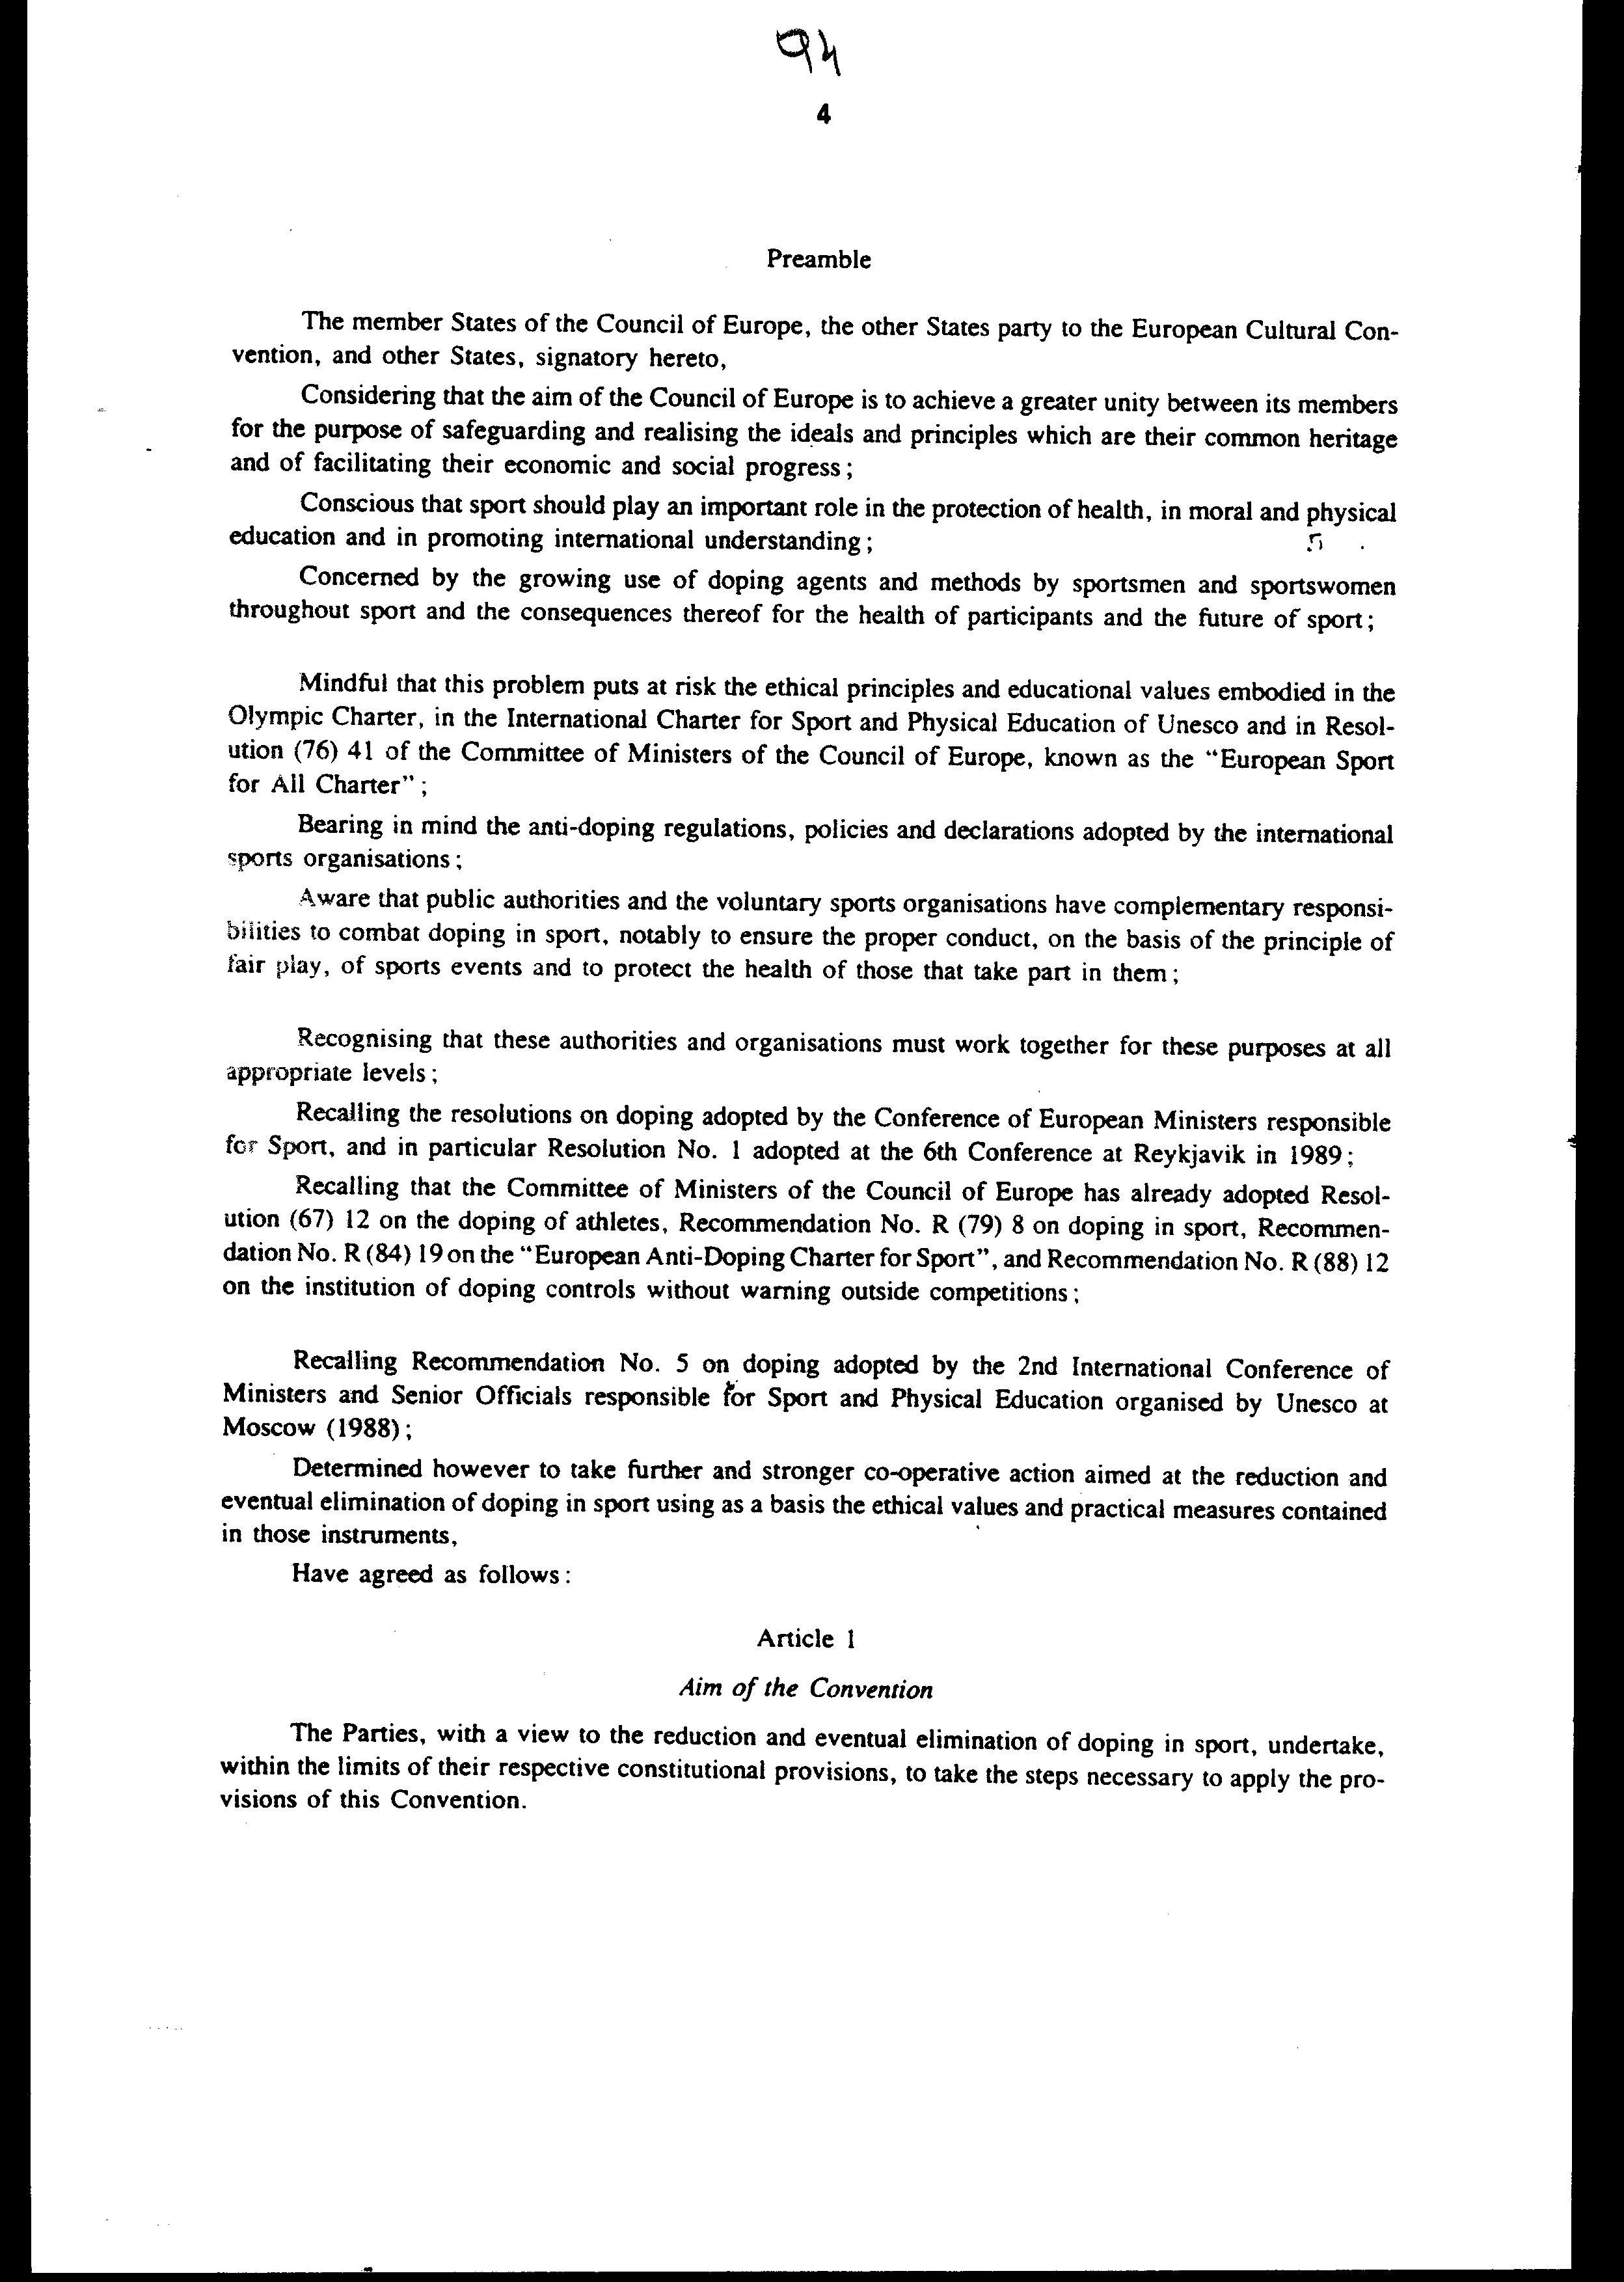 94
4
Preamble
The member States of the Council of Europe, the other States party to the European Cultural Con-
vention, and other States, signatory hereto,
Considering that the aim of the Council of Europe is to achieve a greater unity between its members
for the purpose of safeguarding and realising the ideals and principles which are their common heritage
and of facilitating their economic and social progress ;
Conscious that sport should play an important role in the protection of health, in moral and physical
education and in promoting international understanding ;
Concerned by the growing use of doping agents and methods by sportsmen and sportswomen
throughout sport and the consequences thereof for the health of participants and the future of sport ;
Mindful that this problem puts at risk the ethical principles and educational values embodied in the
Olympic Charter, in the International Charter for Sport and Physical Education of Unesco and in Resol-
ution (76) 41 of the Committee of Ministers of the Council of Europe, known as the “European Sport
for All Charter” ;
Bearing in mind the anti-doping regulations, policies and declarations adopted by the international
sports organisations ;
Aware that public authorities and the voluntary sports organisations have complementary responsi-
bilities to combat doping in sport, notably to ensure the proper conduct, on the basis of the principle of
fair play, of sports events and to protect the health of those that take part in them ;
Recognising that these authorities and organisations must work together for these purposes at all
appropriate levels ;
Recalling the resolutions on doping adopted by the Conference of European Ministers responsible
for Sport, and in particular Resolution No. 1 adopted at the 6th Conference at Reykjavik in 1989 ;
Recalling that the Committee of Ministers of the Council of Europe has already adopted Resol-
ution (67) 12 on the doping of athletes, Recommendation No. R (79) 8 on doping in sport, Recommen-
dation No. R (84) 19 on the “European Anti-Doping Charter for Sport”, and Recommendation No. R (88) 12
on the institution of doping controls without warning outside competitions ;
Recalling Recommendation No. 5 on doping adopted by the 2nd International Conference of
Ministers and Senior Officials responsible for Sport and Physical Education organised by Unesco at
Moscow (1988) ;
Determined however to take further and stronger co-operative action aimed at the reduction and
eventual elimination of doping in sport using as a basis the ethical values and practical measures contained
in those instruments,
Have agreed as follows :
Article 1
Aim of the Convention
The Parties, with a view to the reduction and eventual elimination of doping in sport, undertake,
within the limits of their respective constitutional provisions, to take the steps necessary to apply the pro-
visions of this Convention.